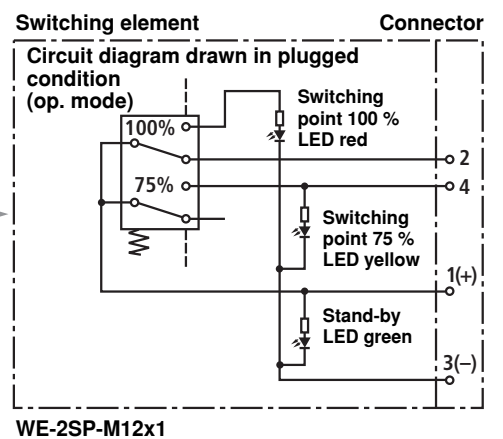 Switching element
Connector
Circuit diagram drawn in plugged
condition
(op. mode)
Switching
point 100 %
LED red
100%
2
75%
4
Switching
point 75 %
LED yellow
1(+)
Stand-by
LED green
3(–)
WE-2SP-M12x1